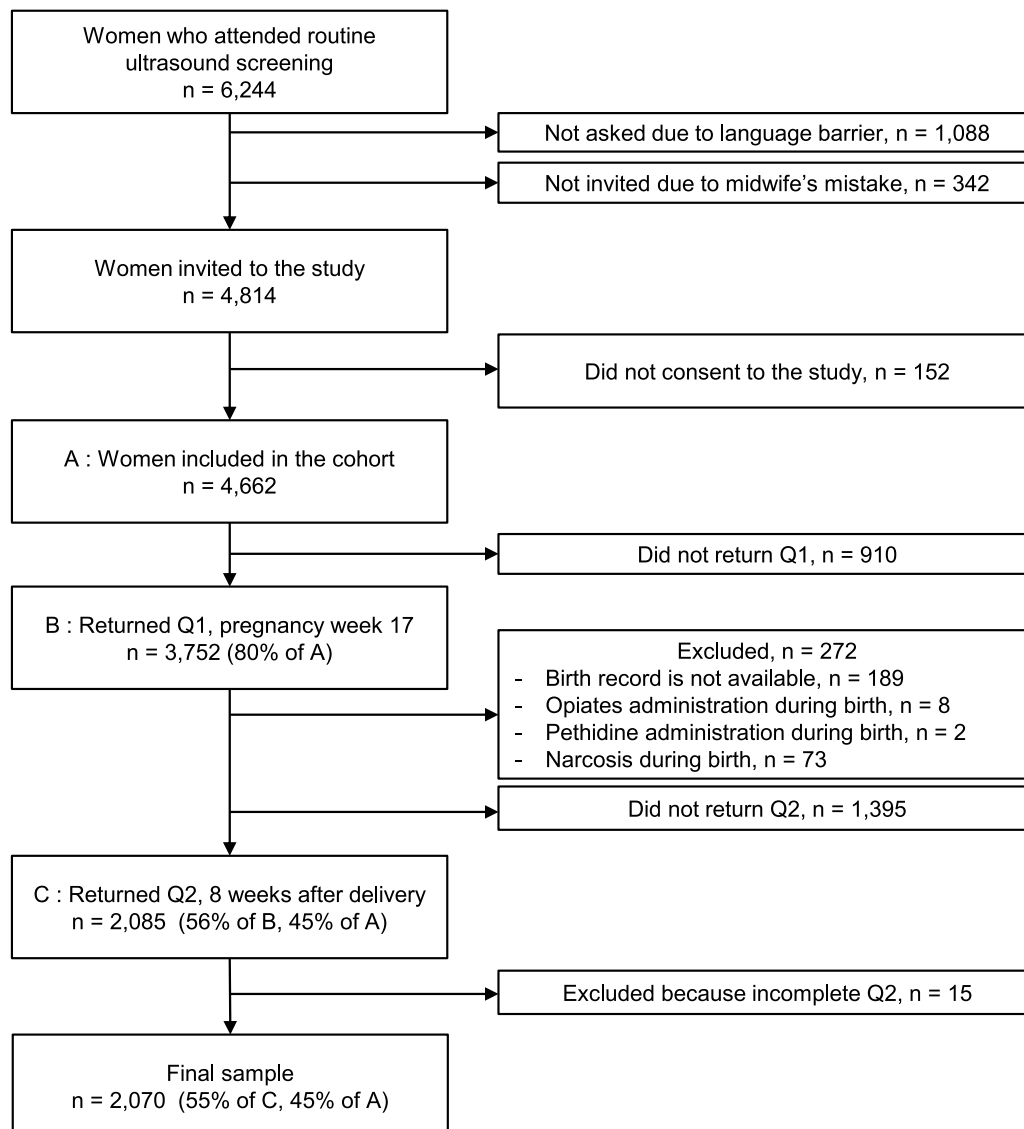 Women who attended routine
ultrasound screening
n = 6,244
Not asked due to language barrier, n = 1,088
Not invited due to midwife's mistake, n = 342
Women invited to the study
n = 4,814
Did not consent to the study, n = 152
A : Women included in the cohort
n = 4,662
Did not return Q1, n = 910
B : Returned Q1, pregnancy week 17
n = 3,752 (80% of A)
Excluded, n = 272
- Birth record is not available, n = 189
- Opiates administration during birth, n = 8
- Pethidine administration during birth, n = 2
- Narcosis during birth, n = 73
Did not return Q2, n = 1,395
C : Returned Q2, 8 weeks after delivery
n = 2,085 (56% of B, 45% of A)
Excluded because incomplete Q2, n = 15
Final sample
n = 2,070 (55% of C, 45% of A)